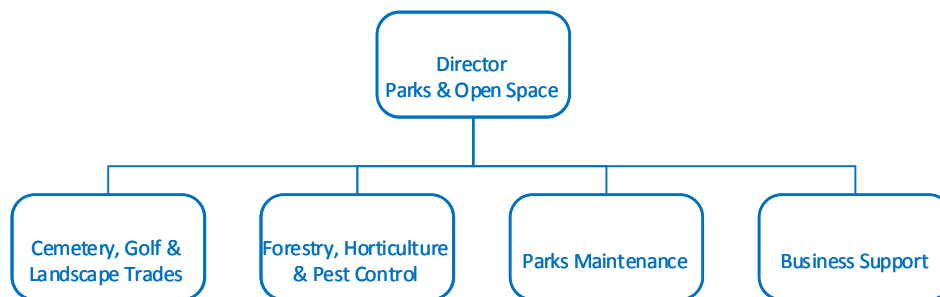 Director
Parks & Open Space
Cemetery, Golf &
Landscape Trades
Forestry, Horticulture
& Pest Control
Parks Maintenance
Business Support